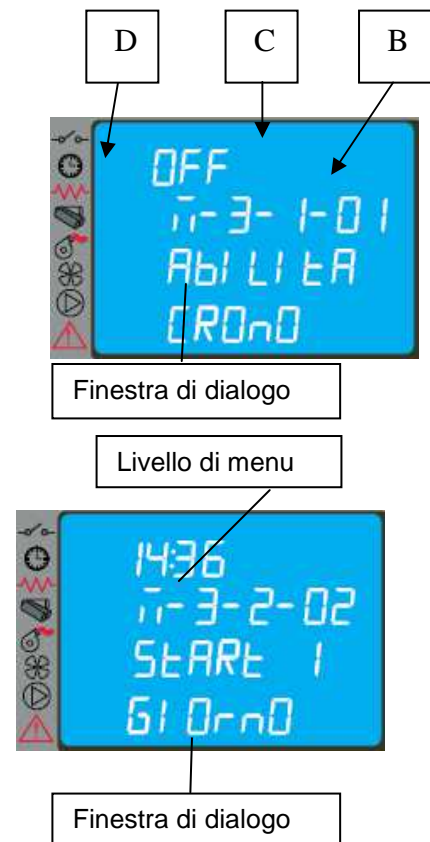 D C B
OFF
M-3-1-01
AbILItA
CROnO
Finestra di dialogo
Livello di menu
14:36
M-3-2-02
StARt 1
GIOrnO
Finestra di dialogo